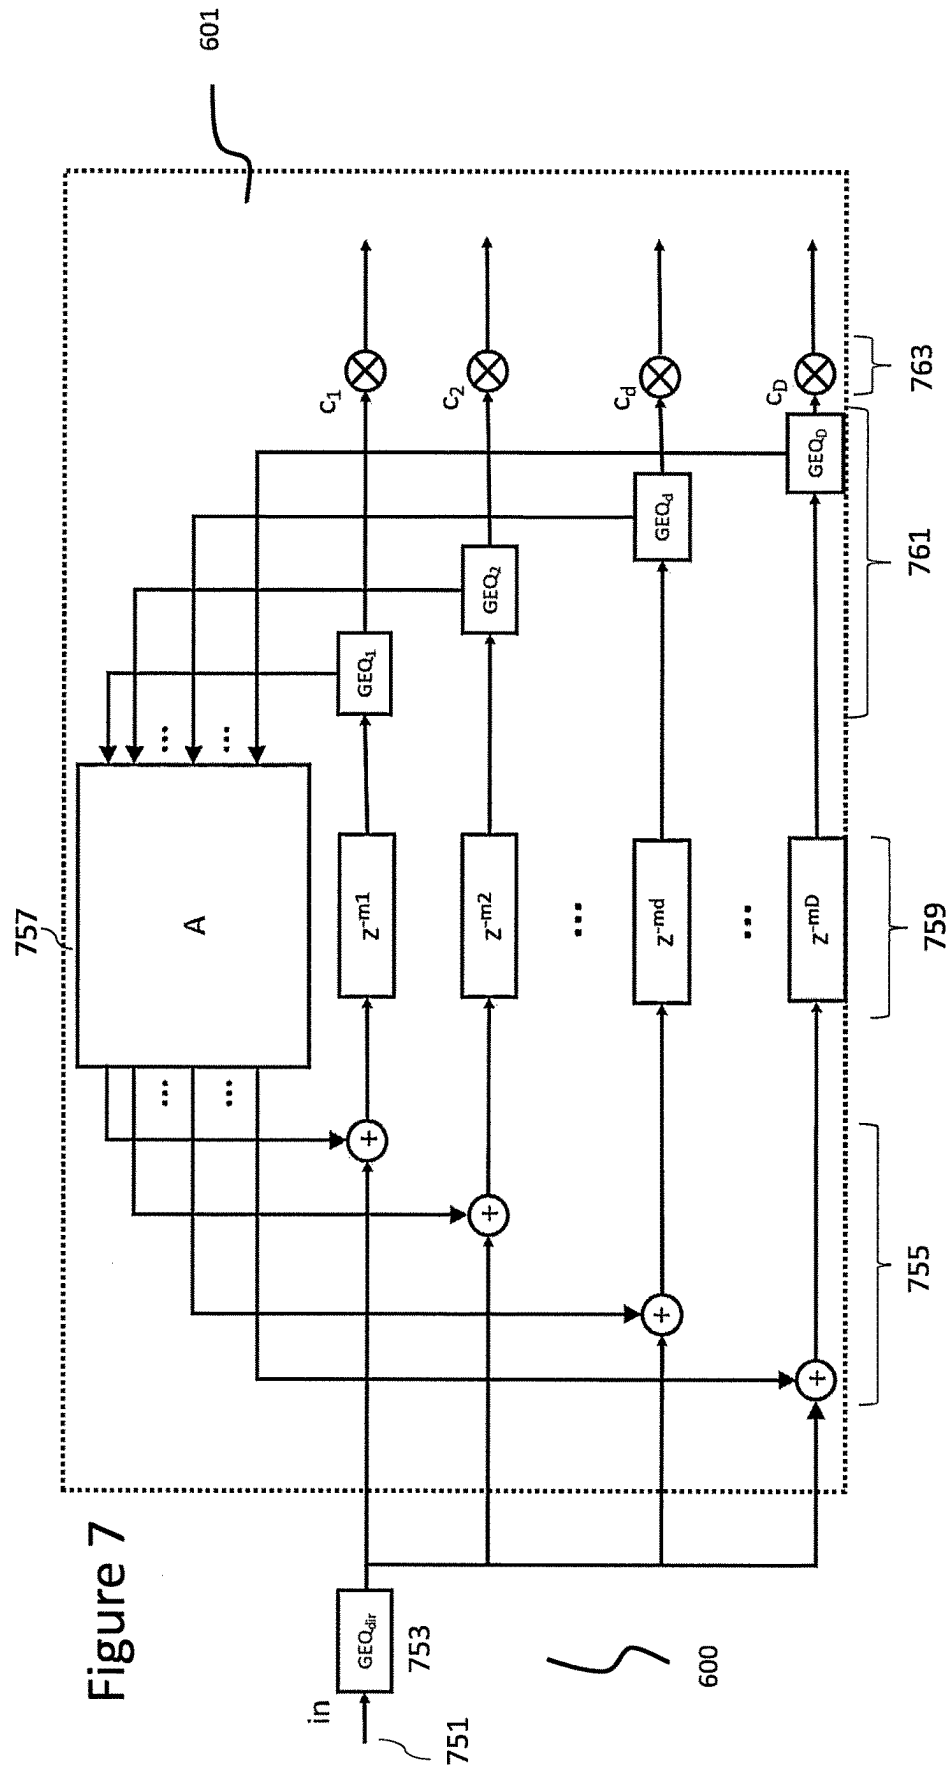 Figure 7
601
757
A
...
...
...
...
GEQ₁
GEQ₂
GEQd
GEQD
c₁
c₂
cd
cD
z⁻ᵐ¹
z⁻ᵐ²
...
z⁻ᵐᵈ
...
z⁻ᵐᴰ
+
+
+
+
in
751
GEQdir
753
600
755
759
761
763